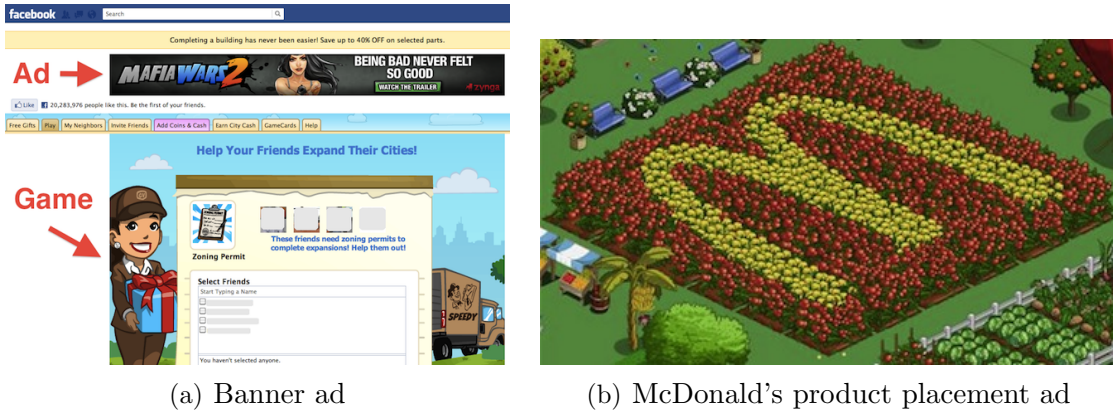 facebook
Search
Completing a building has never been easier! Save up to 40% OFF on selected parts.
Ad
MAFIA WARS 2
BEING BAD NEVER FELT
SO GOOD
WATCH THE TRAILER
zynga
Like
20,283,976 people like this. Be the first of your friends.
Free Gifts
Play
My Neighbors
Invite Friends
Add Coins & Cash
Earn City Cash
GameCards
Help
Help Your Friends Expand Their Cities!
Game
These friends need zoning permits to
complete expansions! Help them out!
Zoning Permit
Select Friends
Start Typing a Name
SPEEDY
You haven't selected anyone.
(a) Banner ad
(b) McDonald's product placement ad